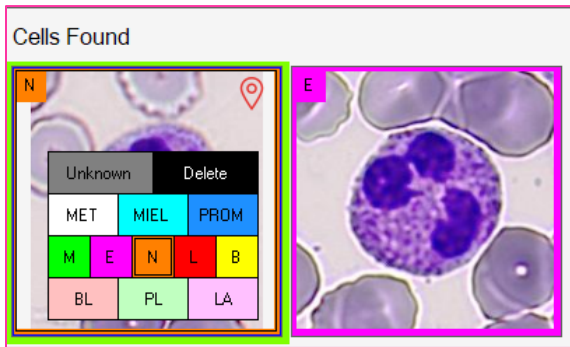 Cells Found
N
E
Unknown Delete
MET MIEL PROM
M E N L B
BL PL LA